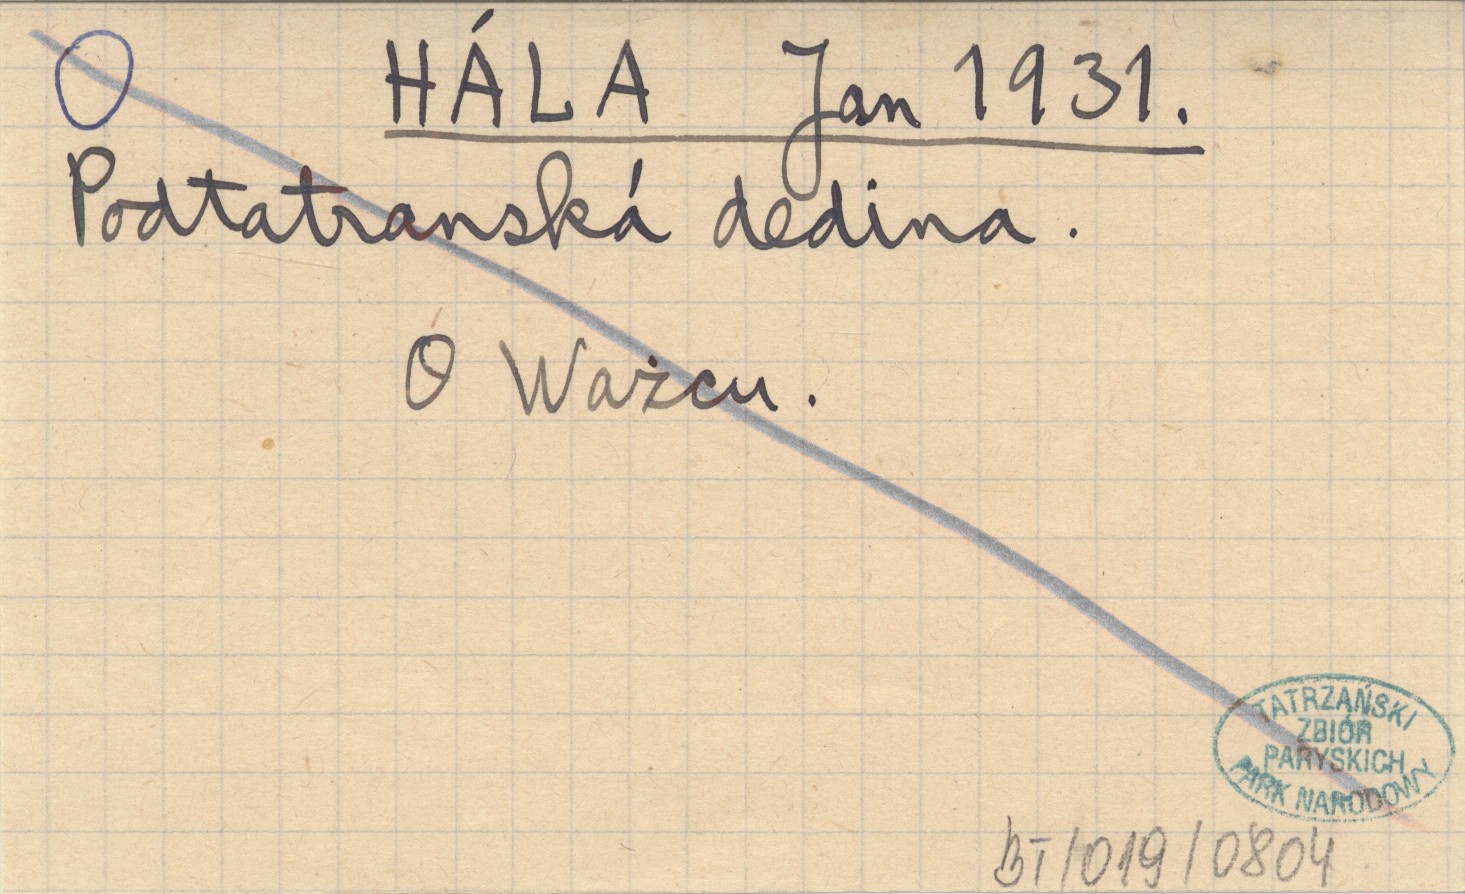 O HÁLA Jan 1931.
Podtatranská dedina.
O Ważcu.
TATRZAŃSKI
ZBIÓR
PARYSKICH
PARK NARODOWY
BT/019/0804